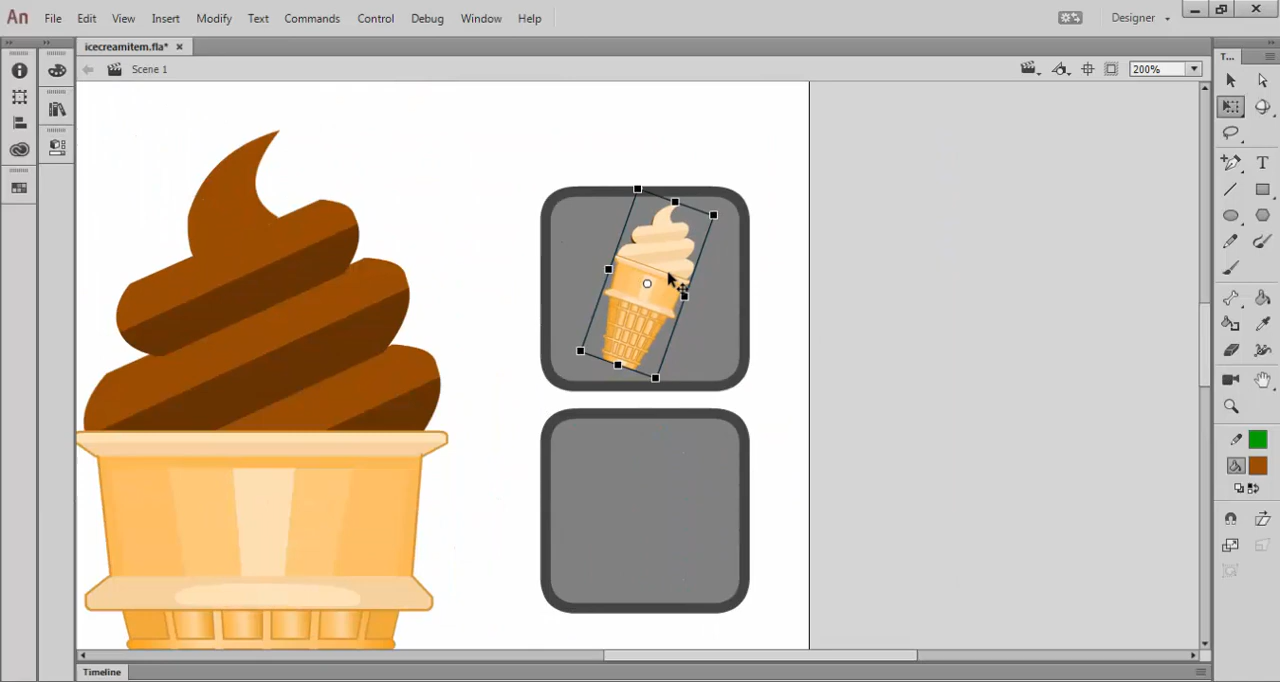 An File Edit View Insert Modify Text Commands Control Debug Window Help Designer
icecreamitem.fla*
Scene 1 200%
T...
T
Timeline